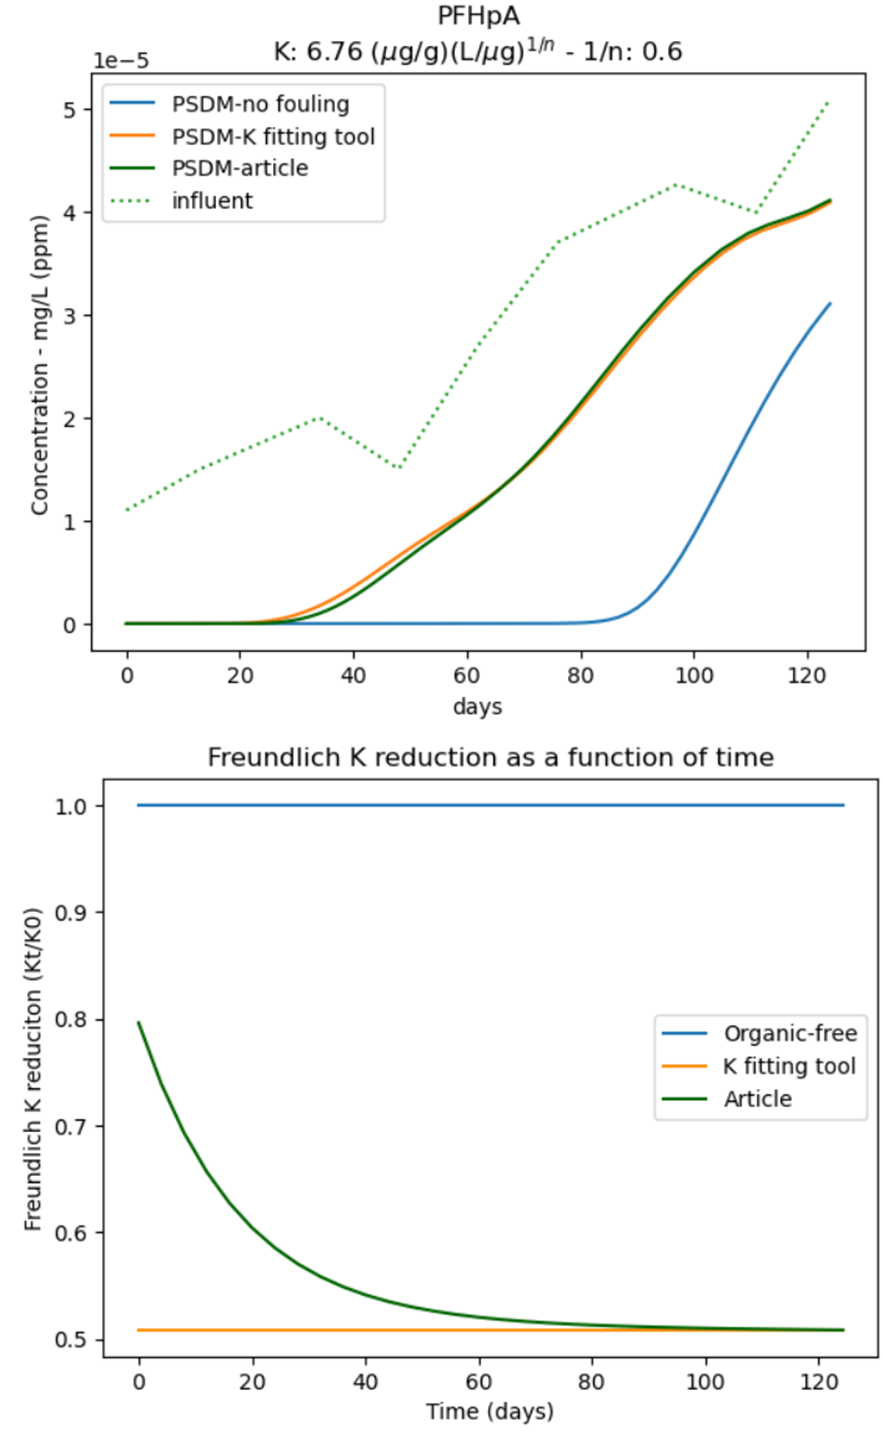 PFHpA
K: 6.76 (μg/g)(L/μg)^{1/n} - 1/n: 0.6
1e−5
PSDM-no fouling
PSDM-K fitting tool
PSDM-article
influent
5
4
3
2
1
0
Concentration - mg/L (ppm)
0 20 40 60 80 100 120
days
Freundlich K reduction as a function of time
1.0
0.9
0.8
0.7
0.6
0.5
Freundlich K reduciton (Kt/K0)
Organic-free
K fitting tool
Article
0 20 40 60 80 100 120
Time (days)